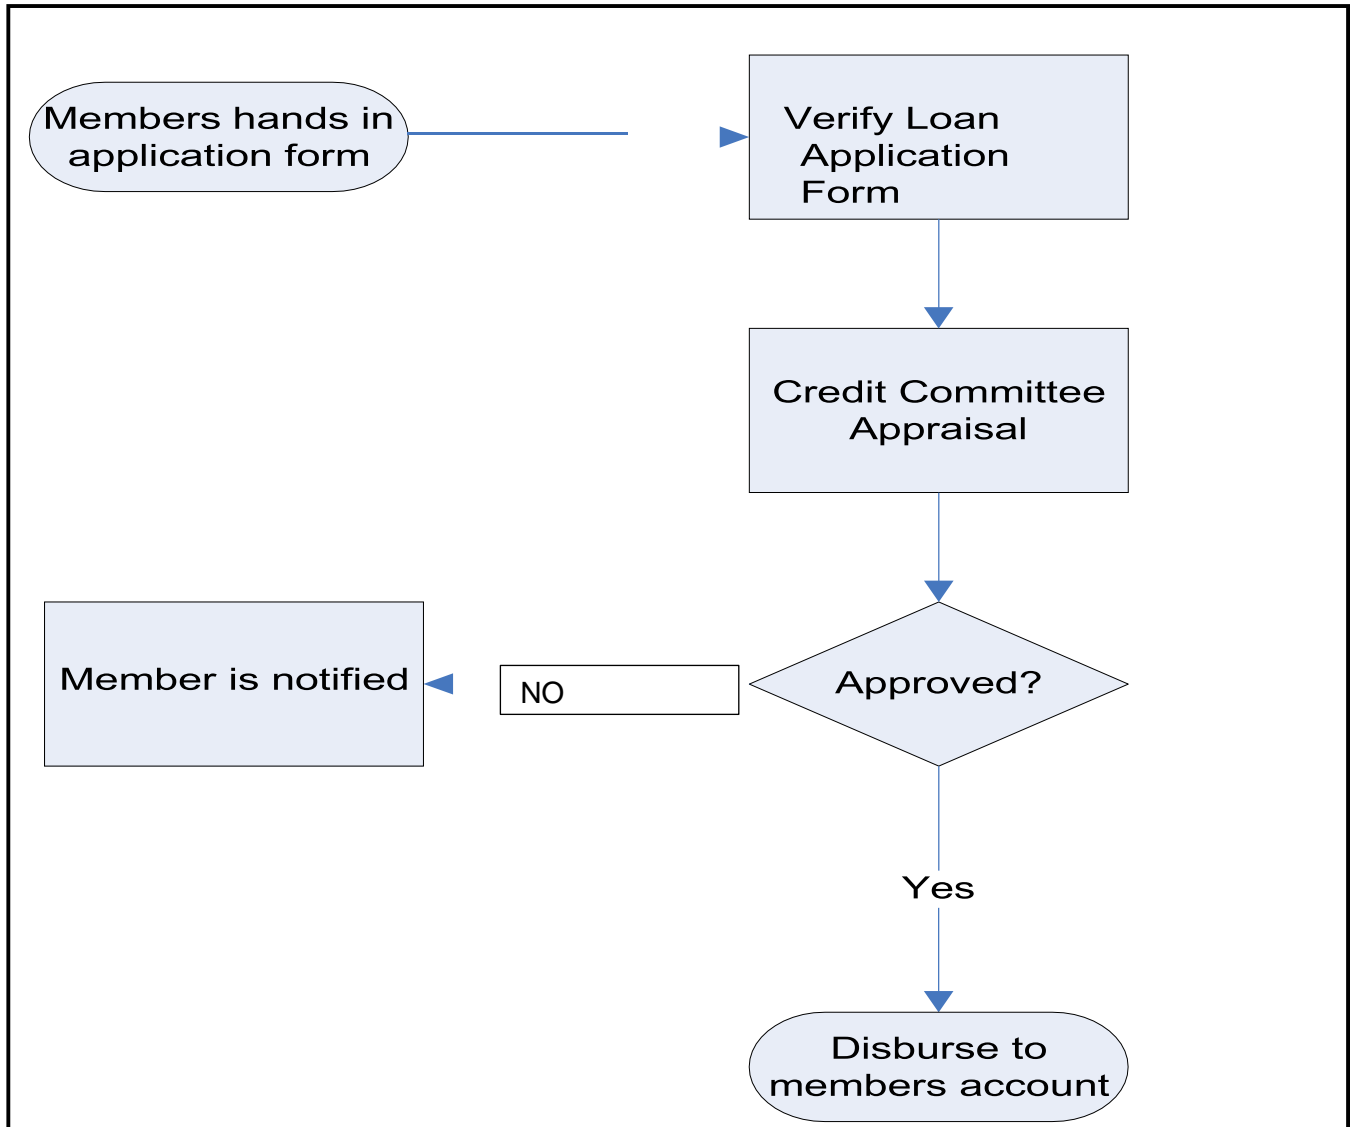 Members hands in
application form
Verify Loan
Application
Form
Credit Committee
Appraisal
Approved?
NO
Member is notified
Yes
Disburse to
members account